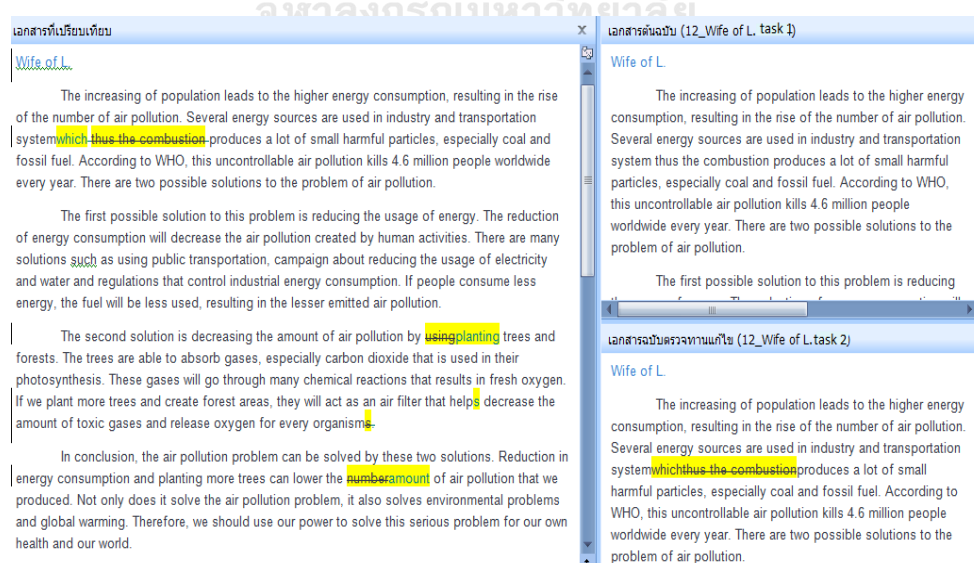 จุฬาลงกรณ์มหาวิทยาลัย
เอกสารที่เปรียบเทียบ X
Wife of L.
The increasing of population leads to the higher energy consumption, resulting in the rise
of the number of air pollution. Several energy sources are used in industry and transportation
systemwhich thus the combustion produces a lot of small harmful particles, especially coal and
fossil fuel. According to WHO, this uncontrollable air pollution kills 4.6 million people worldwide
every year. There are two possible solutions to the problem of air pollution.
The first possible solution to this problem is reducing the usage of energy. The reduction
of energy consumption will decrease the air pollution created by human activities. There are many
solutions such as using public transportation, campaign about reducing the usage of electricity
and water and regulations that control industrial energy consumption. If people consume less
energy, the fuel will be less used, resulting in the lesser emitted air pollution.
The second solution is decreasing the amount of air pollution by usingplanting trees and
forests. The trees are able to absorb gases, especially carbon dioxide that is used in their
photosynthesis. These gases will go through many chemical reactions that results in fresh oxygen.
If we plant more trees and create forest areas, they will act as an air filter that helps decrease the
amount of toxic gases and release oxygen for every organisms.
In conclusion, the air pollution problem can be solved by these two solutions. Reduction in
energy consumption and planting more trees can lower the numberamount of air pollution that we
produced. Not only does it solve the air pollution problem, it also solves environmental problems
and global warming. Therefore, we should use our power to solve this serious problem for our own
health and our world.
เอกสารต้นฉบับ (12_Wife of L. task 1)
Wife of L.
The increasing of population leads to the higher energy
consumption, resulting in the rise of the number of air pollution.
Several energy sources are used in industry and transportation
system thus the combustion produces a lot of small harmful
particles, especially coal and fossil fuel. According to WHO,
this uncontrollable air pollution kills 4.6 million people
worldwide every year. There are two possible solutions to the
problem of air pollution.
The first possible solution to this problem is reducing
เอกสารฉบับตรวจทานแก้ไข (12_Wife of L.task 2)
Wife of L.
The increasing of population leads to the higher energy
consumption, resulting in the rise of the number of air pollution.
Several energy sources are used in industry and transportation
systemwhichthus the combustionproduces a lot of small
harmful particles, especially coal and fossil fuel. According to
WHO, this uncontrollable air pollution kills 4.6 million people
worldwide every year. There are two possible solutions to the
problem of air pollution.